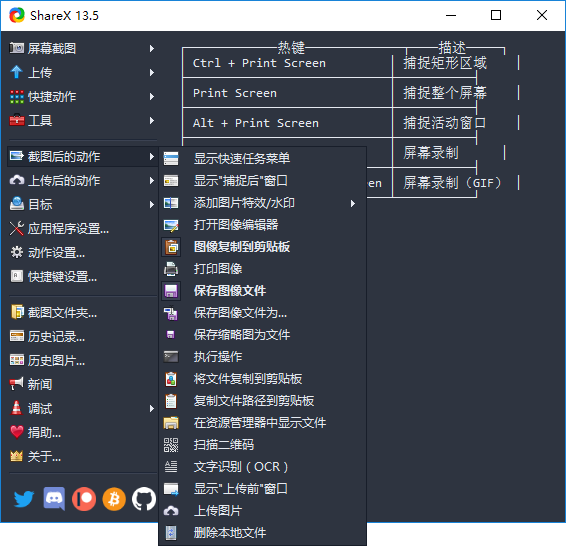 ShareX 13.5
屏幕截图
上传
快捷动作
工具
截图后的动作
上传后的动作
目标
应用程序设置...
动作设置...
快捷键设置...
截图文件夹...
历史记录...
历史图片...
新闻
调试
捐助...
关于...
热键 描述
Ctrl + Print Screen 捕捉矩形区域
Print Screen 捕捉整个屏幕
Alt + Print Screen 捕捉活动窗口
屏幕录制
屏幕录制（GIF）
显示快速任务菜单
显示"捕捉后"窗口
添加图片特效/水印
打开图像编辑器
图像复制到剪贴板
打印图像
保存图像文件
保存图像文件为...
保存缩略图为文件
执行操作
将文件复制到剪贴板
复制文件路径到剪贴板
在资源管理器中显示文件
扫描二维码
文字识别（OCR）
显示"上传前"窗口
上传图片
删除本地文件